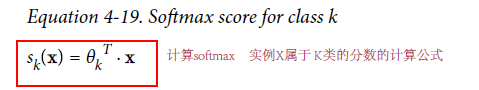 Equation 4-19. Softmax score for class k
sₖ(x) = θₖᵀ · x 计算softmax 实例X属于 K类的分数的计算公式